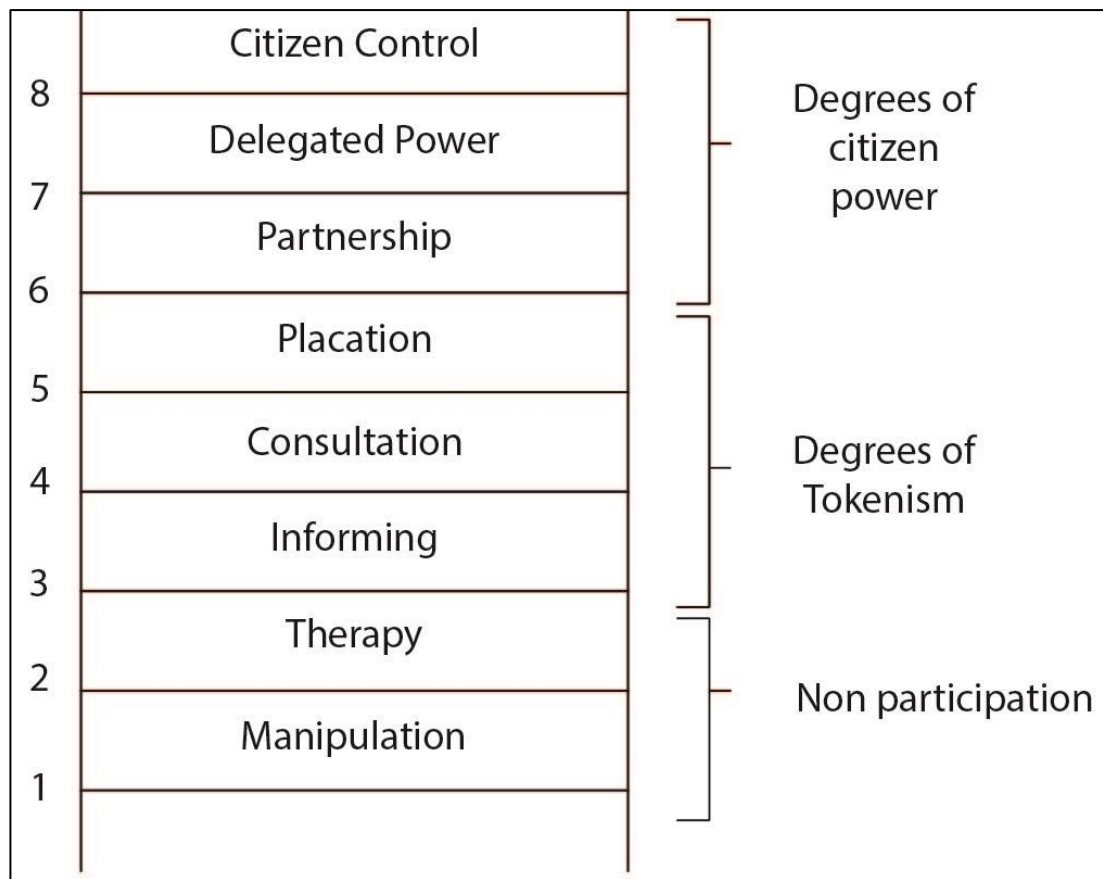 Citizen Control
8
Delegated Power
7
Partnership
6
Placation
5
Consultation
4
Informing
3
Therapy
2
Manipulation
1
Degrees of
citizen
power
Degrees of
Tokenism
Non participation